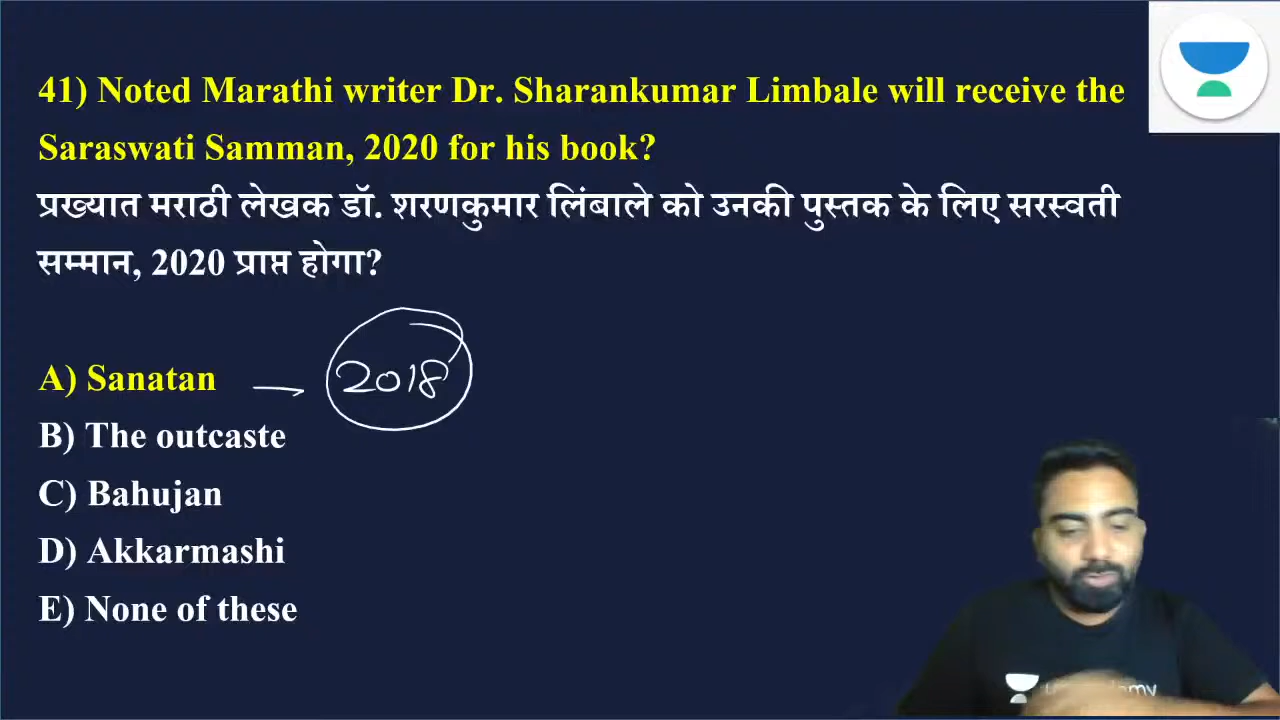 41) Noted Marathi writer Dr. Sharankumar Limbale will receive the
Saraswati Samman, 2020 for his book?
प्रख्यात मराठी लेखक डॉ. शरणकुमार लिंबाले को उनकी पुस्तक के लिए सरस्वती
सम्मान, 2020 प्राप्त होगा?
A) Sanatan 2018
B) The outcaste
C) Bahujan
D) Akkarmashi
E) None of these